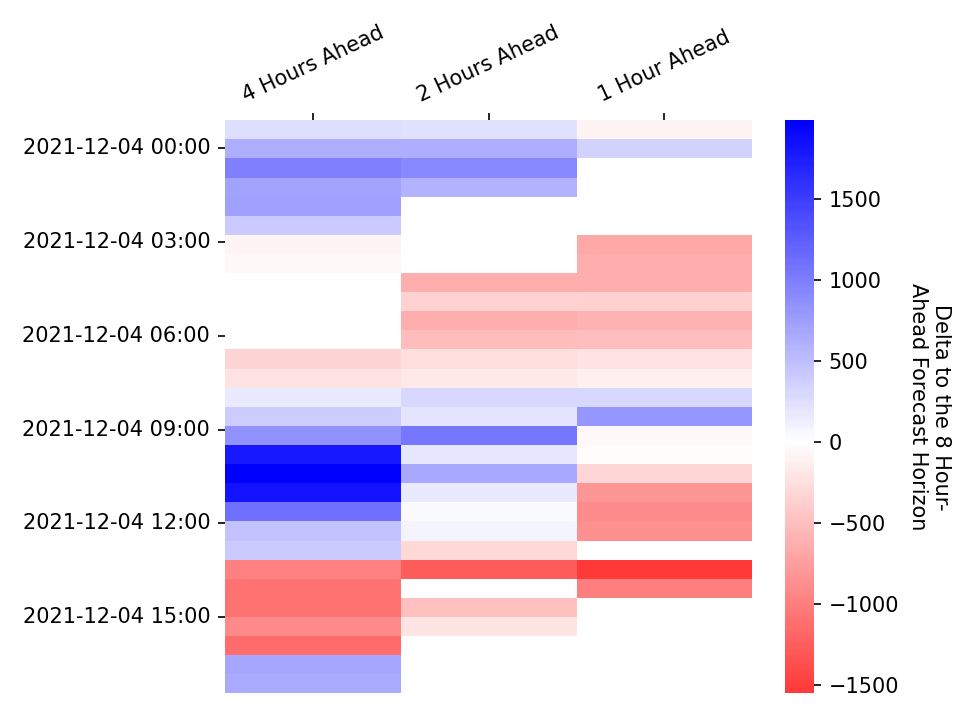 4 Hours Ahead
2 Hours Ahead
1 Hour Ahead
2021-12-04 00:00
2021-12-04 03:00
2021-12-04 06:00
2021-12-04 09:00
2021-12-04 12:00
2021-12-04 15:00
1500
1000
500
0
−500
−1000
−1500
Delta to the 8 Hour-
Ahead Forecast Horizon